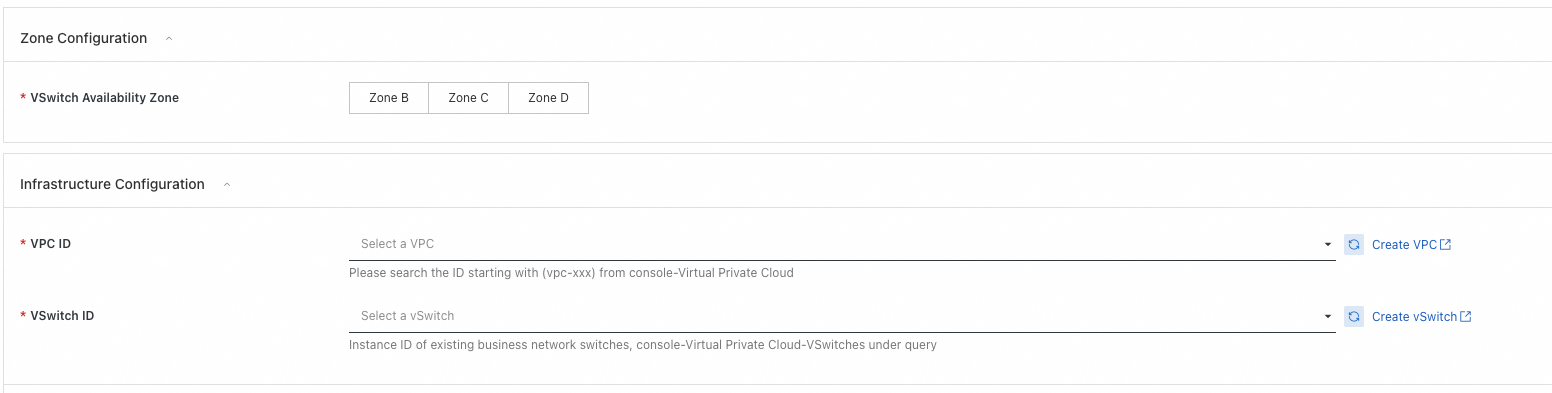 Zone Configuration
* VSwitch Availability Zone Zone B Zone C Zone D
Infrastructure Configuration
* VPC ID Select a VPC Create VPC
Please search the ID starting with (vpc-xxx) from console-Virtual Private Cloud
* VSwitch ID Select a vSwitch Create vSwitch
Instance ID of existing business network switches, console-Virtual Private Cloud-VSwitches under query